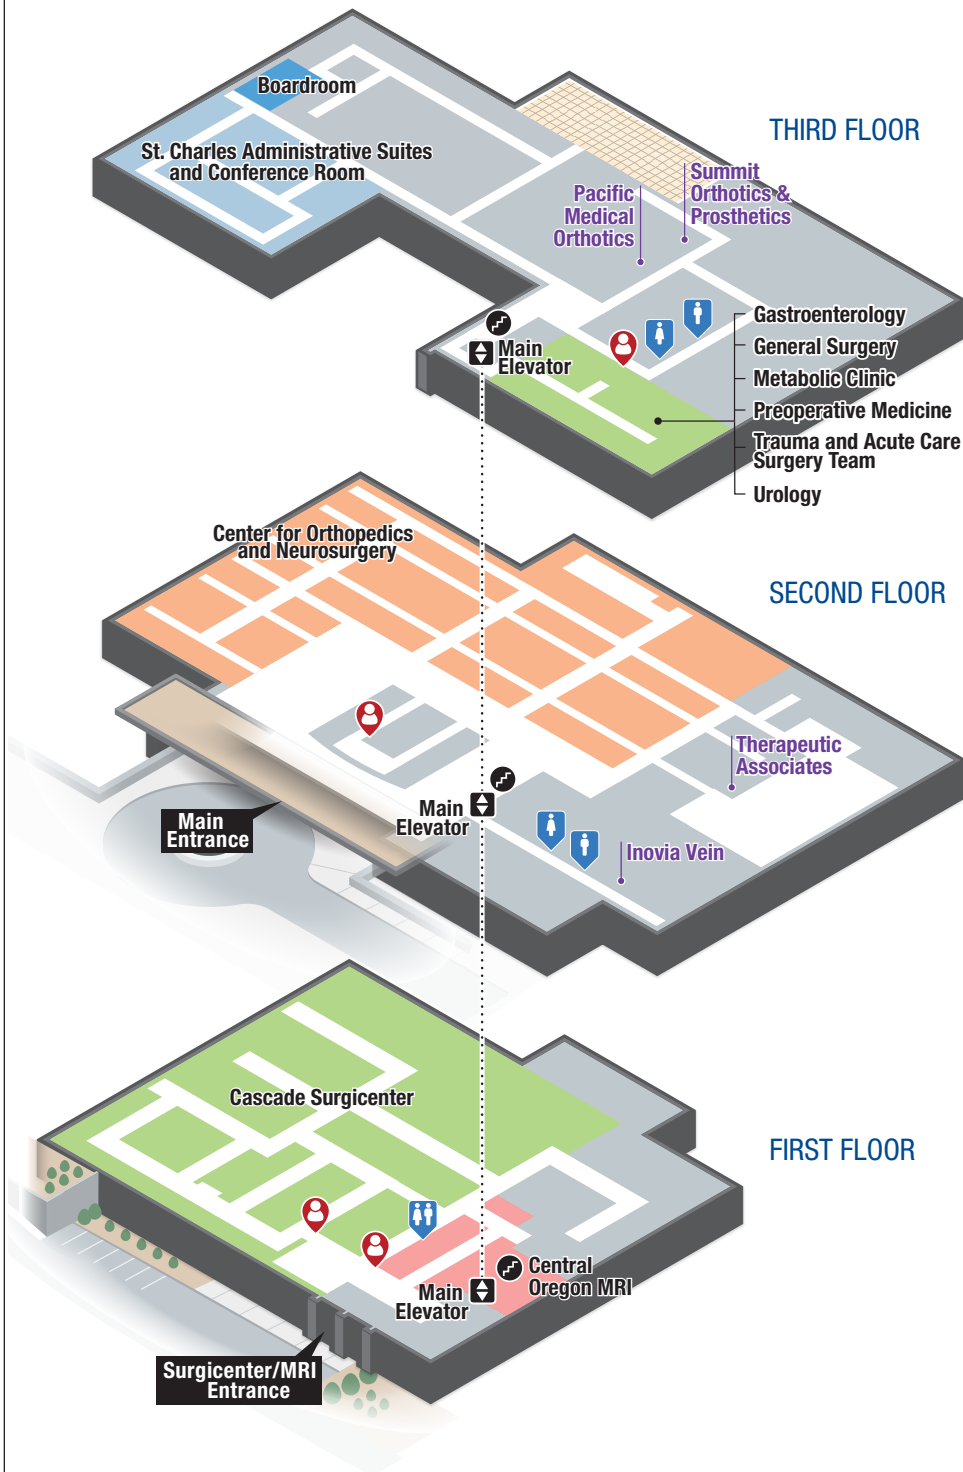 THIRD FLOOR
Boardroom
St. Charles Administrative Suites
and Conference Room
Pacific
Medical
Orthotics
Summit
Orthotics &
Prosthetics
Main
Elevator
Gastroenterology
General Surgery
Metabolic Clinic
Preoperative Medicine
Trauma and Acute Care
Surgery Team
Urology
SECOND FLOOR
Center for Orthopedics
and Neurosurgery
Therapeutic
Associates
Main
Elevator
Main
Entrance
Inovia Vein
FIRST FLOOR
Cascade Surgicenter
Central
Oregon MRI
Main
Elevator
Surgicenter/MRI
Entrance